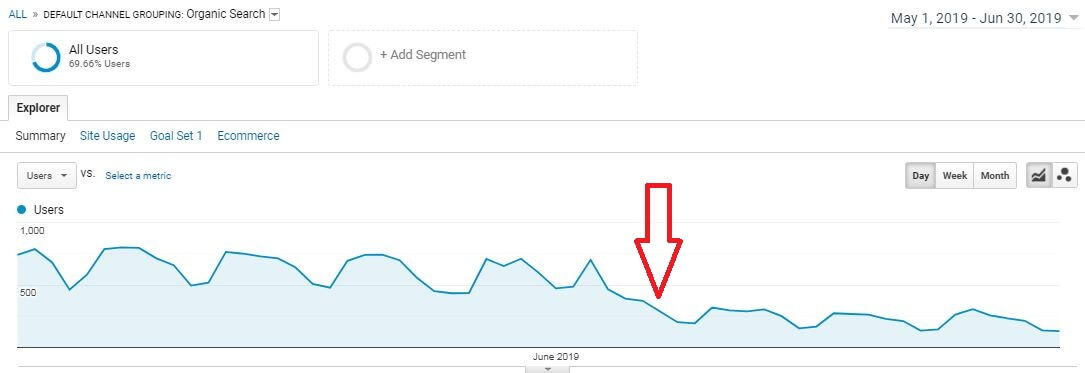 ALL » DEFAULT CHANNEL GROUPING: Organic Search
May 1, 2019 - Jun 30, 2019
All Users
69.66% Users
+ Add Segment
Explorer
Summary Site Usage Goal Set 1 Ecommerce
Users VS. Select a metric
Day Week Month
Users
1,000
500
June 2019